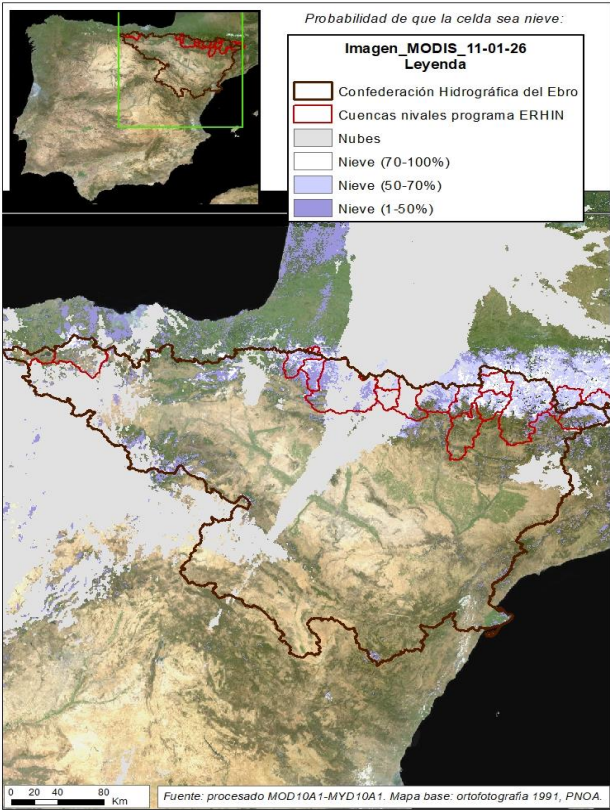 Probabilidad de que la celda sea nieve:
Imagen_MODIS_11-01-26
Leyenda
Confederación Hidrográfica del Ebro
Cuencas nivales programa ERHIN
Nubes
Nieve (70-100%)
Nieve (50-70%)
Nieve (1-50%)
0 20 40 80
Km
Fuente: procesado MOD10A1-MYD10A1. Mapa base: ortofotografía 1991, PNOA.